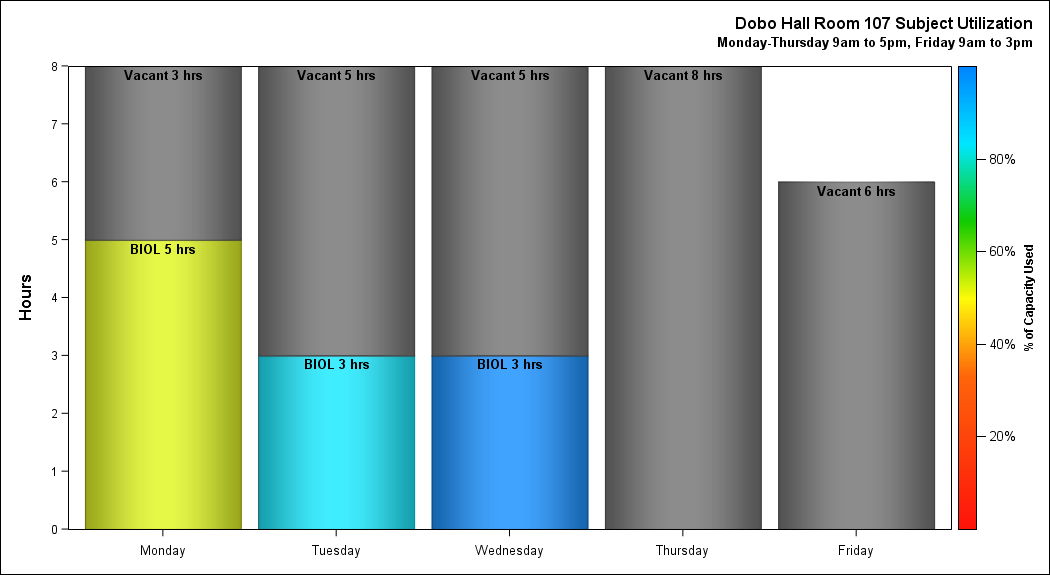 Dobo Hall Room 107 Subject Utilization
Monday-Thursday 9am to 5pm, Friday 9am to 3pm
8
7
6
5
4
3
2
1
0
Hours
Vacant 3 hrs
BIOL 5 hrs
Vacant 5 hrs
BIOL 3 hrs
Vacant 5 hrs
BIOL 3 hrs
Vacant 8 hrs
Vacant 6 hrs
Monday
Tuesday
Wednesday
Thursday
Friday
80%
60%
40%
20%
% of Capacity Used